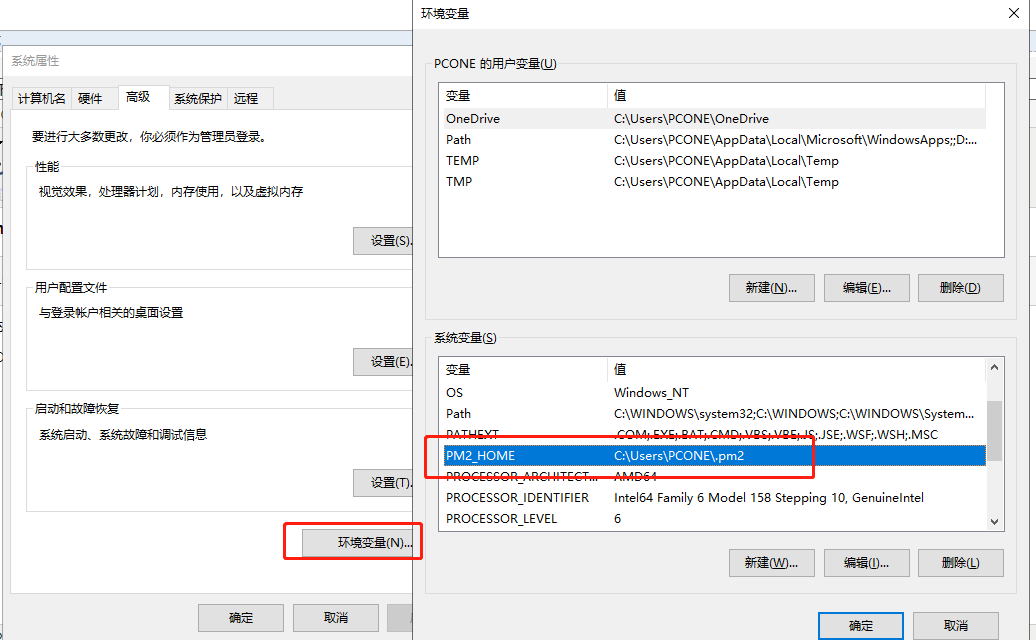 系统属性
计算机名 硬件 高级 系统保护 远程
要进行大多数更改，你必须作为管理员登录。
性能
视觉效果，处理器计划，内存使用，以及虚拟内存
设置(S)...
用户配置文件
与登录帐户相关的桌面设置
设置(E)...
启动和故障恢复
系统启动、系统故障和调试信息
设置(T)...
环境变量(N)...
确定 取消
环境变量
PCONE 的用户变量(U)
变量 值
OneDrive C:\Users\PCONE\OneDrive
Path C:\Users\PCONE\AppData\Local\Microsoft\WindowsApps;;D:...
TEMP C:\Users\PCONE\AppData\Local\Temp
TMP C:\Users\PCONE\AppData\Local\Temp
新建(N)... 编辑(E)... 删除(D)
系统变量(S)
变量 值
OS Windows_NT
Path C:\WINDOWS\system32;C:\WINDOWS;C:\WINDOWS\System...
PATHEXT .COM;.EXE;.BAT;.CMD;.VBS;.VBE;.JS;.JSE;.WSF;.WSH;.MSC
PM2_HOME C:\Users\PCONE\.pm2
PROCESSOR_ARCHITECT... AMD64
PROCESSOR_IDENTIFIER Intel64 Family 6 Model 158 Stepping 10, GenuineIntel
PROCESSOR_LEVEL 6
新建(W)... 编辑(I)... 删除(L)
确定 取消